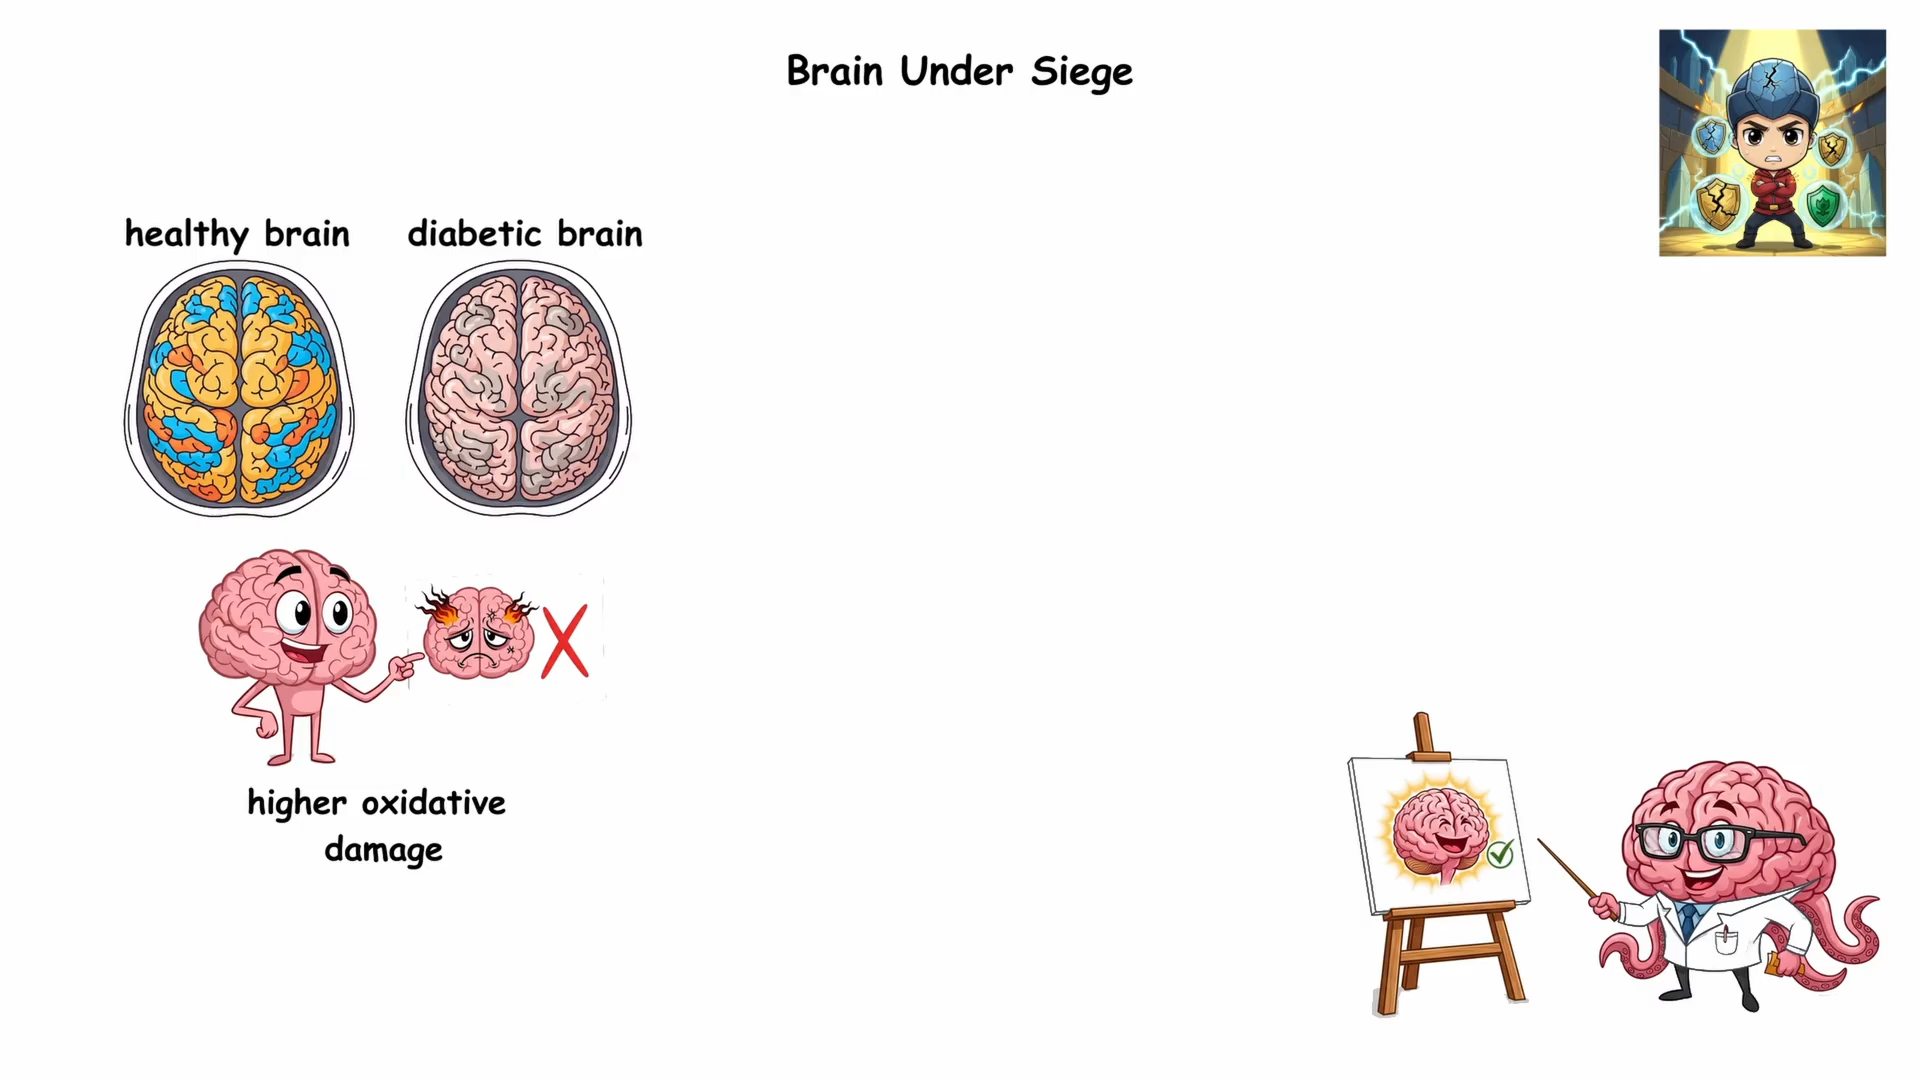 Brain Under Siege
healthy brain
diabetic brain
higher oxidative
damage